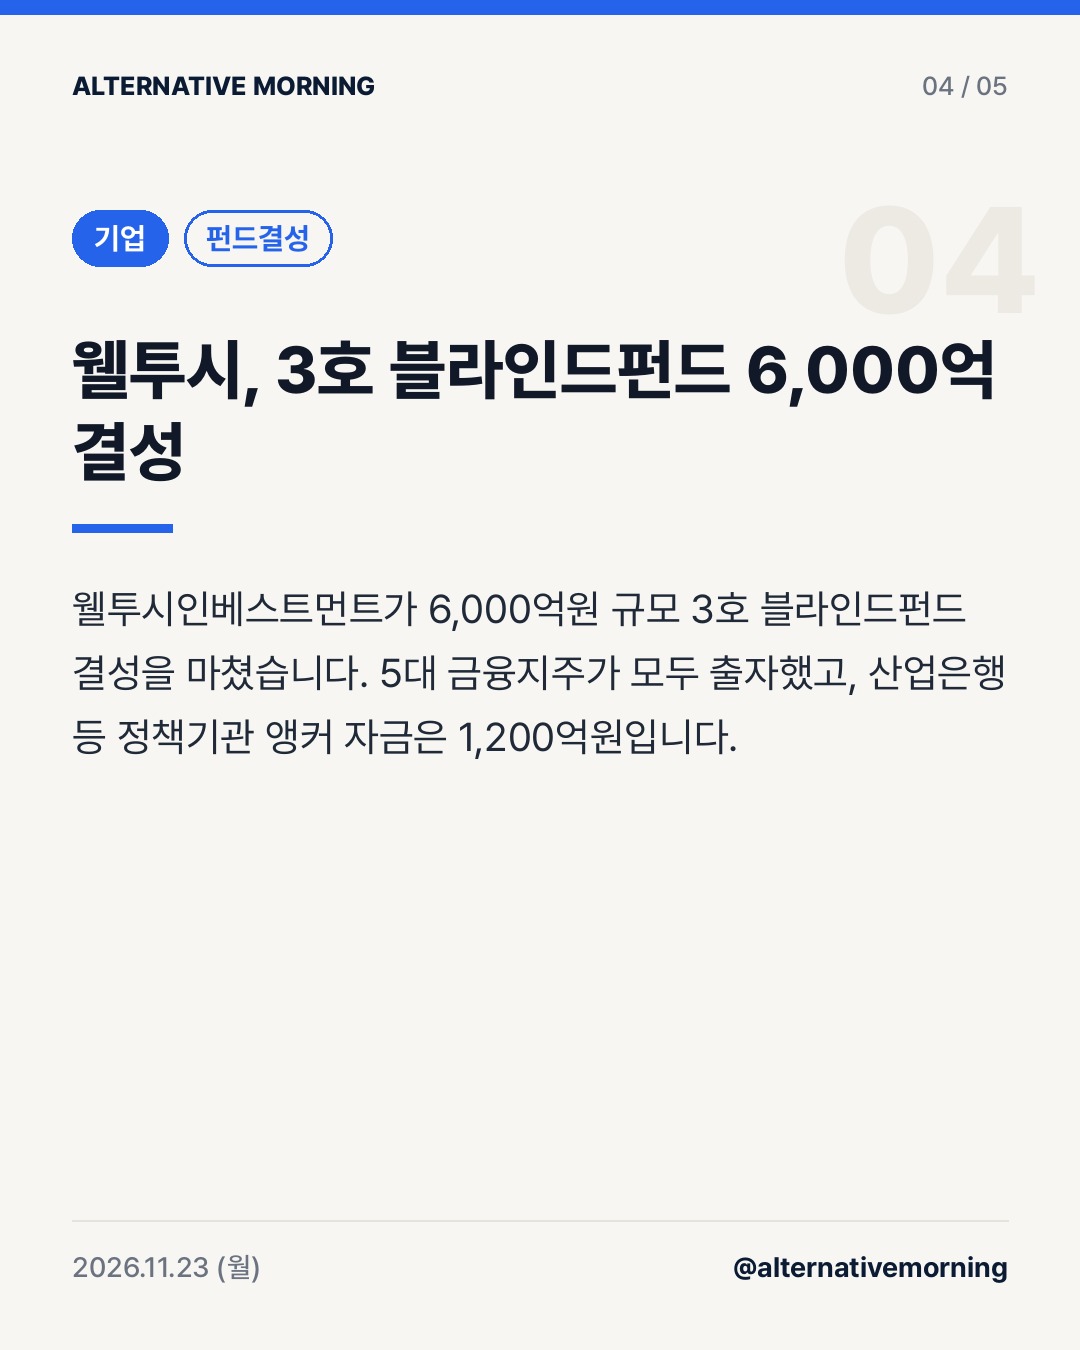 ALTERNATIVE MORNING
04 / 05
기업
펀드결성
04
웰투시, 3호 블라인드펀드 6,000억
결성
웰투시인베스트먼트가 6,000억원 규모 3호 블라인드펀드
결성을 마쳤습니다. 5대 금융지주가 모두 출자했고, 산업은행
등 정책기관 앵커 자금은 1,200억원입니다.
2026.11.23 (월)
@alternativemorning